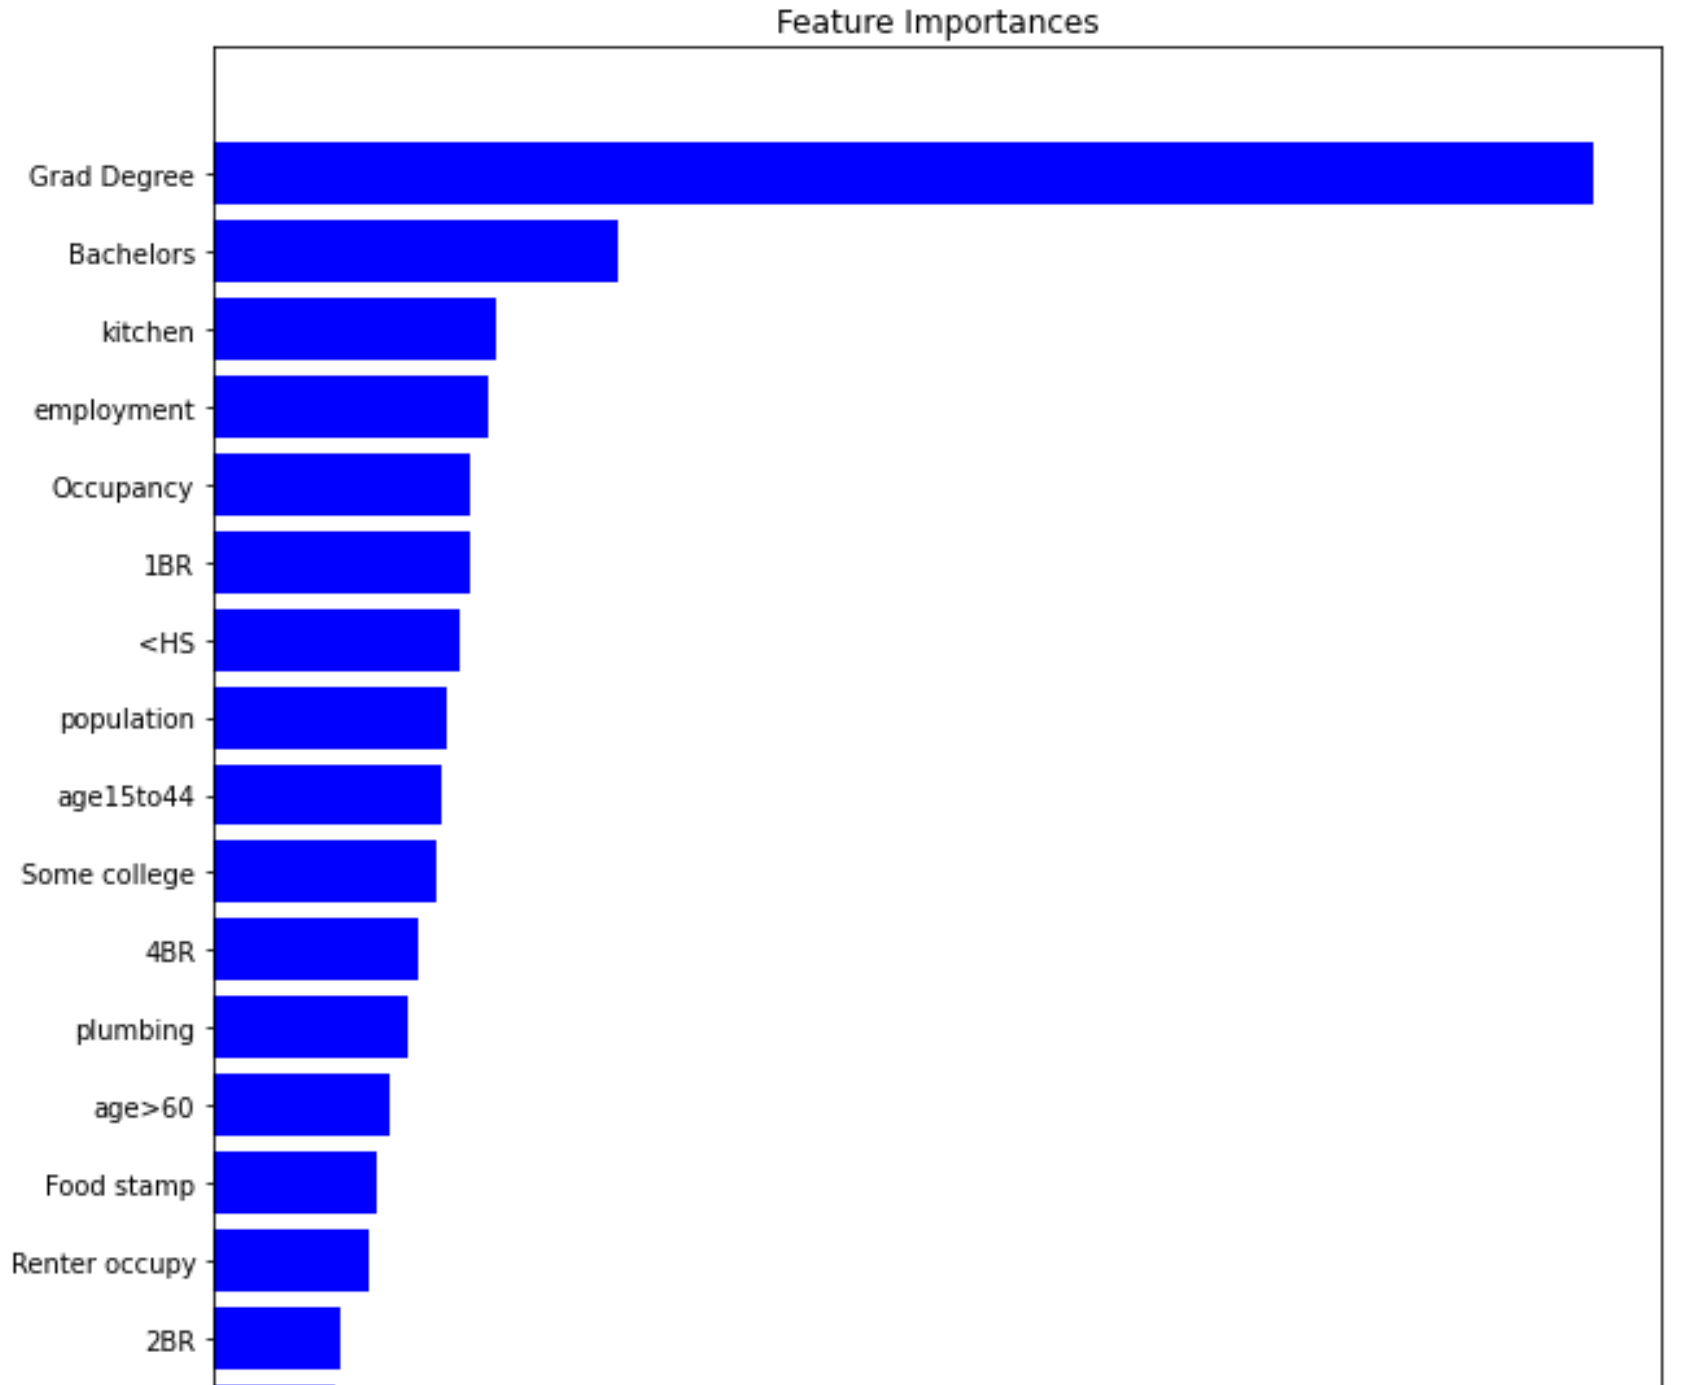 Feature Importances
Grad Degree
Bachelors
kitchen
employment
Occupancy
1BR
<HS
population
age15to44
Some college
4BR
plumbing
age>60
Food stamp
Renter occupy
2BR